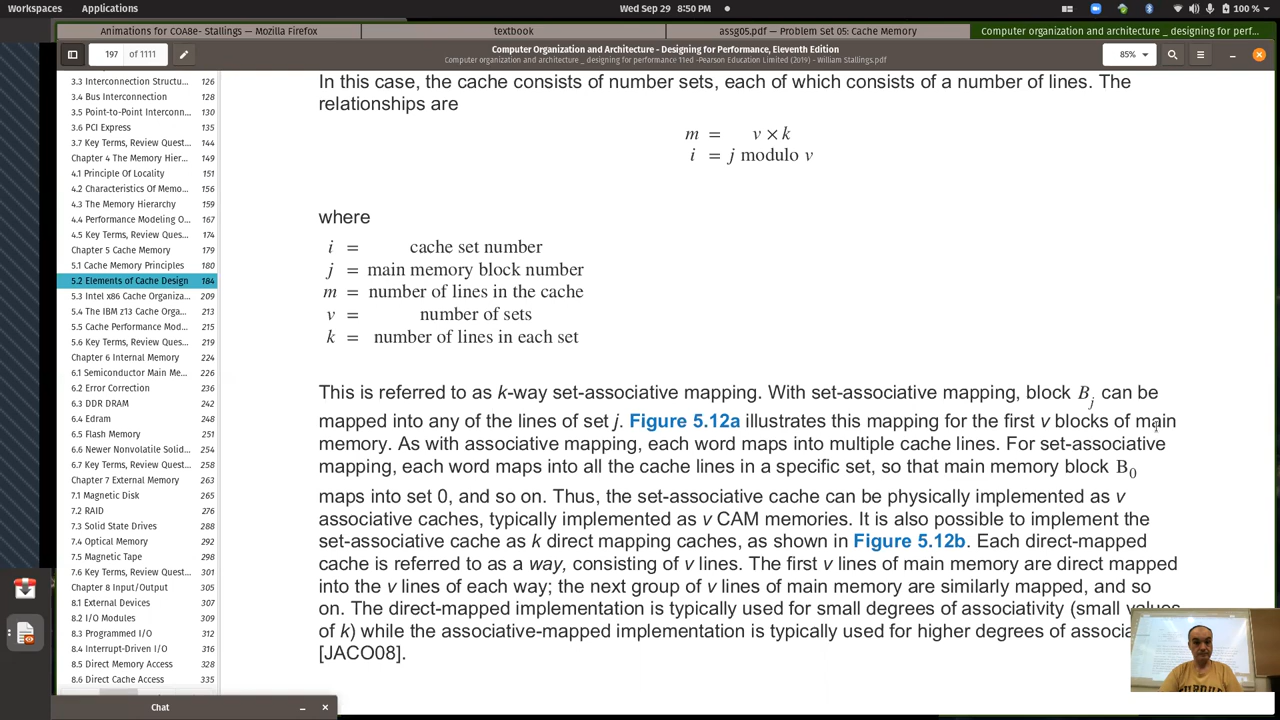 Workspaces Applications Wed Sep 29 8:50 PM 100 %
Animations for COA8e- Stallings — Mozilla Firefox textbook assg05.pdf — Problem Set 05: Cache Memory Computer organization and architecture _ designing for perf...
197 of 1111
Computer Organization and Architecture - Designing for Performance, Eleventh Edition
Computer organization and architecture _ designing for performance 11ed -Pearson Education Limited (2019) - William Stallings.pdf
85%
3.3 Interconnection Structu... 126
3.4 Bus Interconnection 128
3.5 Point-to-Point Interconn... 130
3.6 PCI Express 135
3.7 Key Terms, Review Quest... 144
Chapter 4 The Memory Hier... 149
4.1 Principle Of Locality 151
4.2 Characteristics Of Memo... 156
4.3 The Memory Hierarchy 159
4.4 Performance Modeling O... 167
4.5 Key Terms, Review Ques... 174
Chapter 5 Cache Memory 179
5.1 Cache Memory Principles 180
5.2 Elements of Cache Design 184
5.3 Intel x86 Cache Organiza... 209
5.4 The IBM z13 Cache Orga... 213
5.5 Cache Performance Mod... 215
5.6 Key Terms, Review Ques... 219
Chapter 6 Internal Memory 224
6.1 Semiconductor Main Me... 226
6.2 Error Correction 236
6.3 DDR DRAM 242
6.4 Edram 248
6.5 Flash Memory 251
6.6 Newer Nonvolatile Solid... 254
6.7 Key Terms, Review Quest... 258
Chapter 7 External Memory 263
7.1 Magnetic Disk 265
7.2 RAID 276
7.3 Solid State Drives 288
7.4 Optical Memory 292
7.5 Magnetic Tape 298
7.6 Key Terms, Review Quest... 301
Chapter 8 Input/Output 305
8.1 External Devices 307
8.2 I/O Modules 309
8.3 Programmed I/O 312
8.4 Interrupt-Driven I/O 316
8.5 Direct Memory Access 328
8.6 Direct Cache Access 335
Chat
In this case, the cache consists of number sets, each of which consists of a number of lines. The
relationships are
m = v × k
i = j modulo v
where
i = cache set number
j = main memory block number
m = number of lines in the cache
v = number of sets
k = number of lines in each set
This is referred to as k-way set-associative mapping. With set-associative mapping, block Bj can be
mapped into any of the lines of set j. Figure 5.12a illustrates this mapping for the first v blocks of main
memory. As with associative mapping, each word maps into multiple cache lines. For set-associative
mapping, each word maps into all the cache lines in a specific set, so that main memory block B0
maps into set 0, and so on. Thus, the set-associative cache can be physically implemented as v
associative caches, typically implemented as v CAM memories. It is also possible to implement the
set-associative cache as k direct mapping caches, as shown in Figure 5.12b. Each direct-mapped
cache is referred to as a way, consisting of v lines. The first v lines of main memory are direct mapped
into the v lines of each way; the next group of v lines of main memory are similarly mapped, and so
on. The direct-mapped implementation is typically used for small degrees of associativity (small values
of k) while the associative-mapped implementation is typically used for higher degrees of associa
[JACO08].